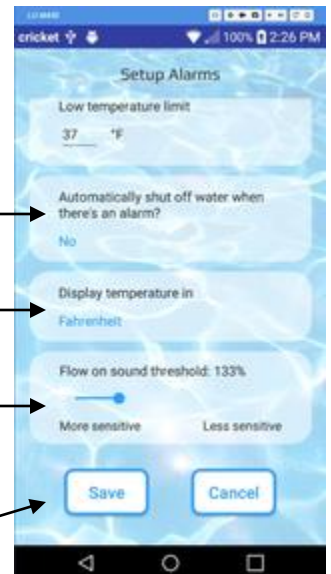 cricket 100% 2:26 PM
Setup Alarms
Low temperature limit
37 °F
Automatically shut off water when
there's an alarm?
No
Display temperature in
Fahrenheit
Flow on sound threshold: 133%
More sensitive Less sensitive
Save Cancel